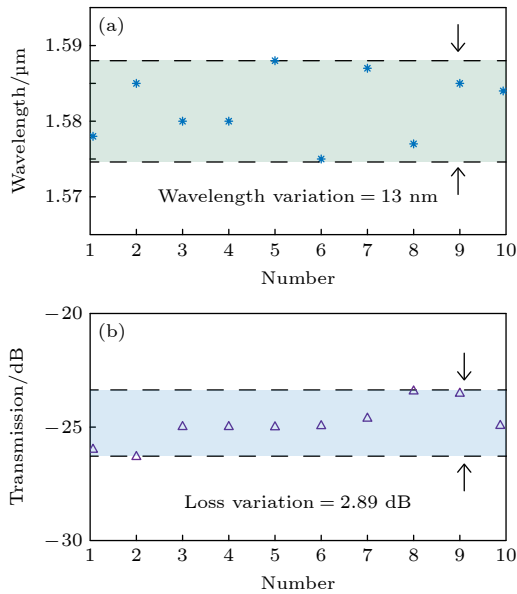 (a)
1.59
1.58
1.57
Wavelength/µm
Wavelength variation = 13 nm
1 2 3 4 5 6 7 8 9 10
Number
(b)
−20
−25
−30
Transmission/dB
Loss variation = 2.89 dB
1 2 3 4 5 6 7 8 9 10
Number